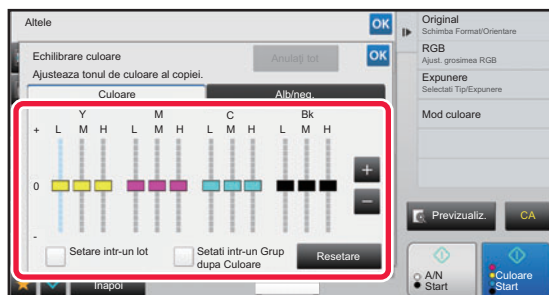 Altele
OK
Echilibrare culoare
Anulați tot
OK
Ajusteaza tonul de culoare al copiei.
Culoare
Alb/neg.
Y M C Bk
+ L M H L M H L M H L M H
+
0
−
-
Setare intr-un lot
Setati intr-un Grup
dupa Culoare
Resetare
Inapoi
Original
Schimba Format/Orientare
RGB
Ajust. grosimea RGB
Expunere
Selectati Tip/Expunere
Mod culoare
Previzualiz.
CA
A/N
Start
Culoare
Start